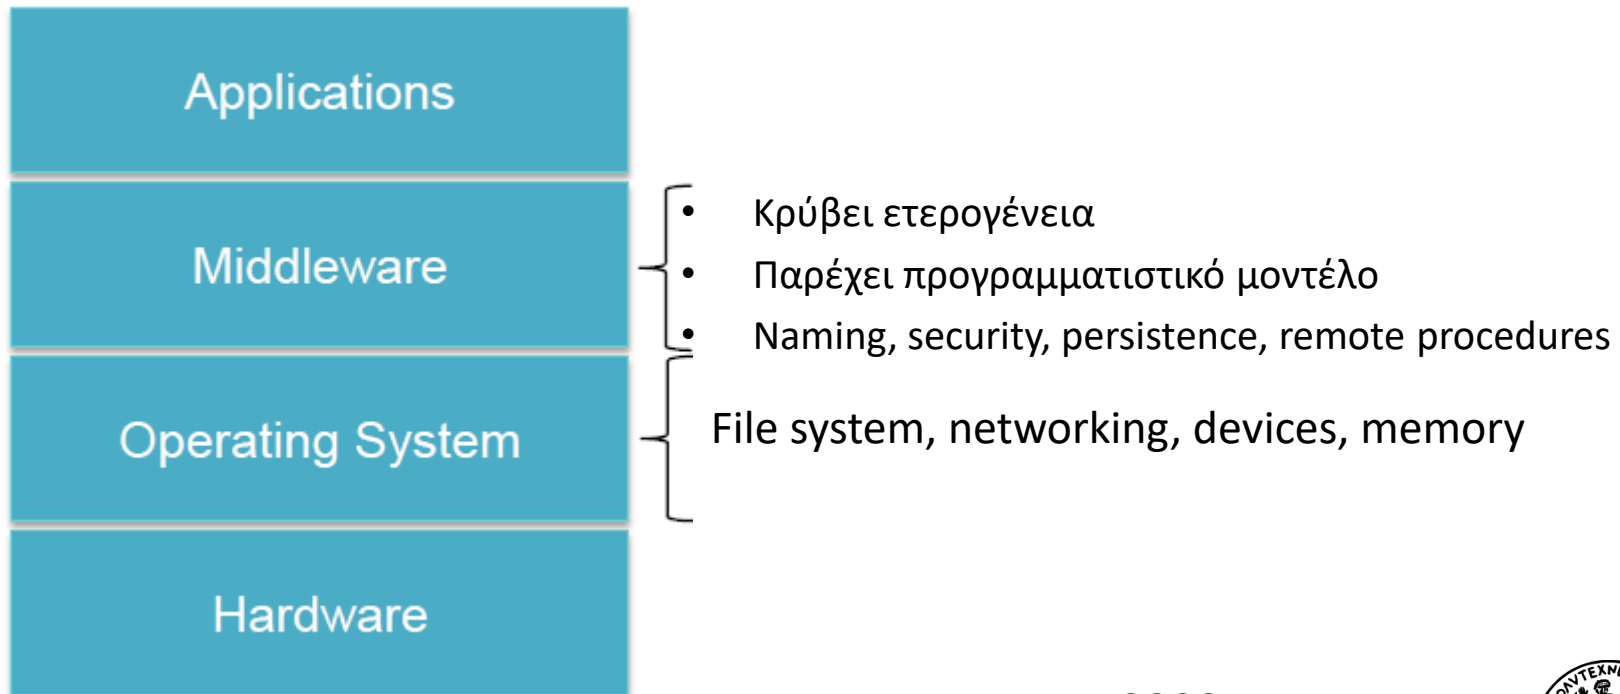 Applications
Middleware
• Κρύβει ετερογένεια
• Παρέχει προγραμματιστικό μοντέλο
• Naming, security, persistence, remote procedures
Operating System
File system, networking, devices, memory
Hardware